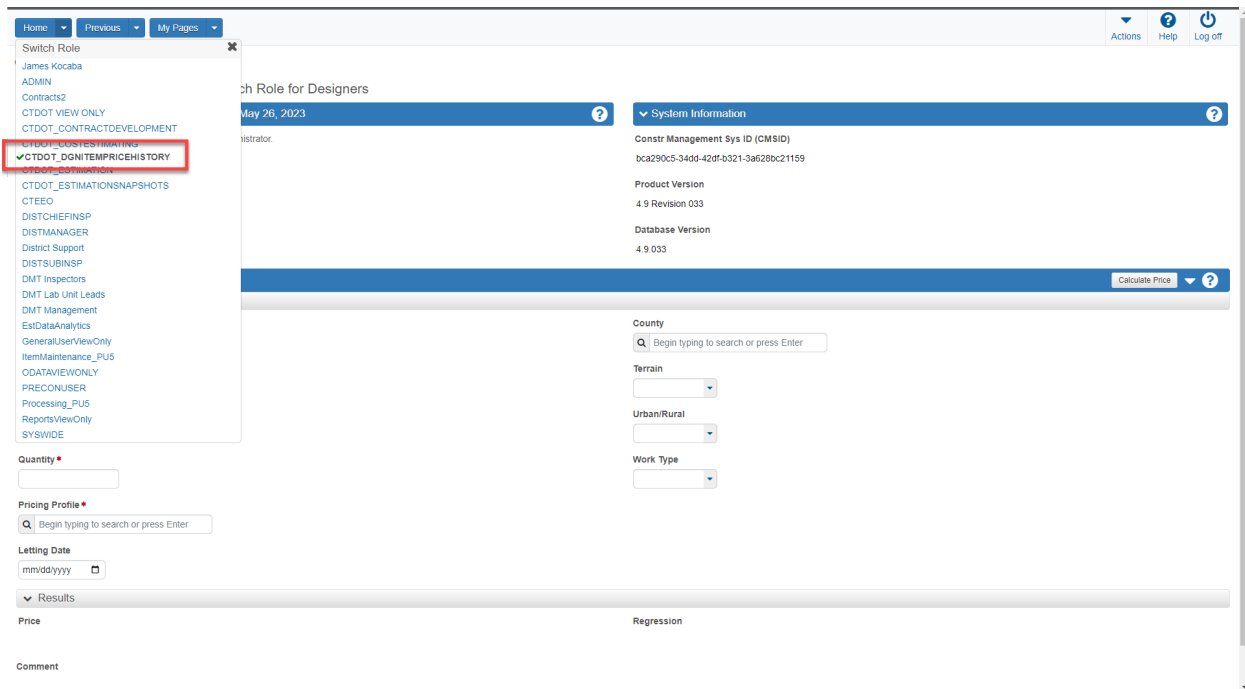 Home Previous My Pages
Actions Help Log off
Switch Role
James Kocaba
ADMIN
Contracts2
CTDOT VIEW ONLY
CTDOT_CONTRACTDEVELOPMENT
CTDOT_COSTESTIMATING
CTDOT_DGNITEMPRICEHISTORY
CTDOT_ESTIMATION
CTDOT_ESTIMATIONSNAPSHOTS
CTEEO
DISTCHIEFINSP
DISTMANAGER
District Support
DISTSUBINSP
DMT Inspectors
DMT Lab Unit Leads
DMT Management
EstDataAnalytics
GeneralUserViewOnly
ItemMaintenance_PU5
ODATAVIEWONLY
PRECONUSER
Processing_PU5
ReportsViewOnly
SYSWIDE
ch Role for Designers
May 26, 2023
istrator.
System Information
Constr Management Sys ID (CMSID)
bca290c5-34dd-42df-b321-3a628bc21159
Product Version
4.9 Revision 033
Database Version
4.9.033
Calculate Price
County
Begin typing to search or press Enter
Terrain
Urban/Rural
Quantity *
Work Type
Pricing Profile *
Begin typing to search or press Enter
Letting Date
mm/dd/yyyy
Results
Price Regression
Comment